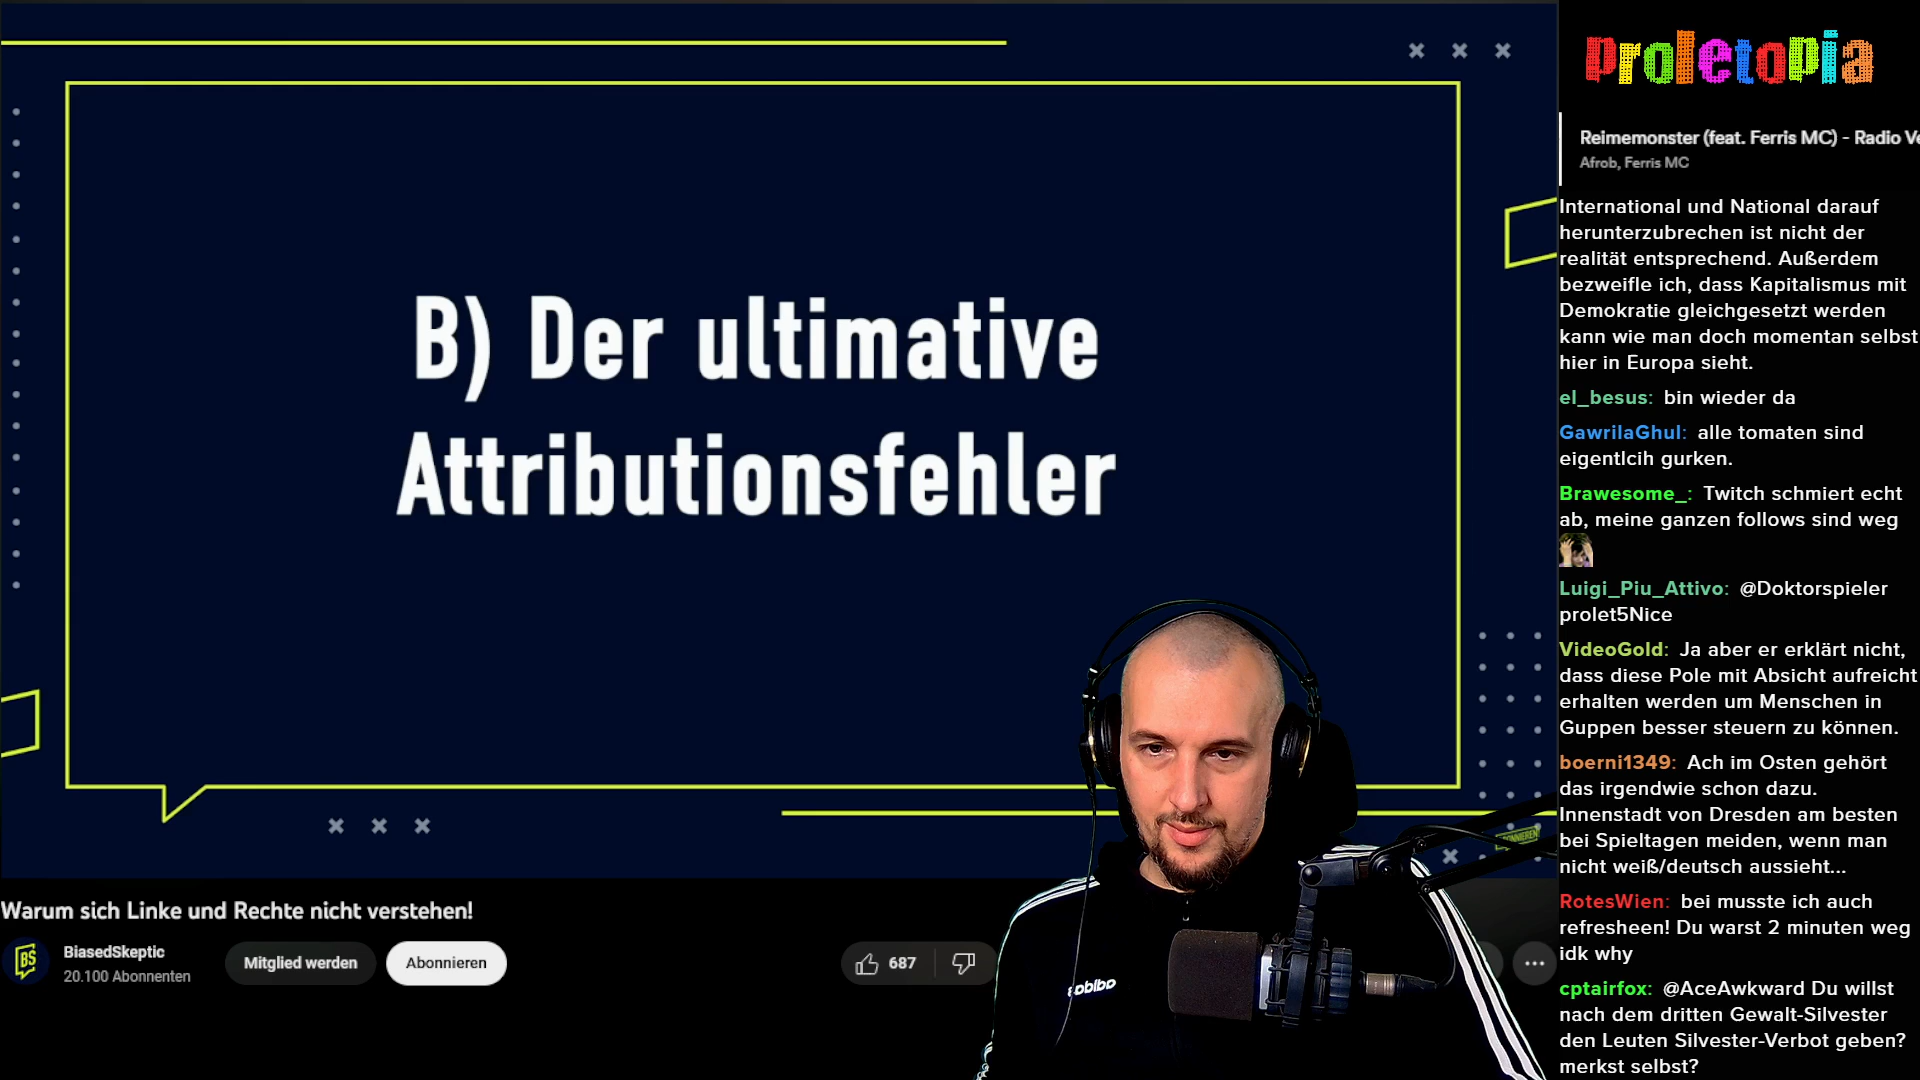 B) Der ultimative
Attributionsfehler
ABONNIEREN
Warum sich Linke und Rechte nicht verstehen!
BS
BiasedSkeptic
20.100 Abonnenten
Mitglied werden
Abonnieren
687
adidas
Proletopia
Reimemonster (feat. Ferris MC) - Radio Ve
Afrob, Ferris MC
International und National darauf
herunterzubrechen ist nicht der
realität entsprechend. Außerdem
bezweifle ich, dass Kapitalismus mit
Demokratie gleichgesetzt werden
kann wie man doch momentan selbst
hier in Europa sieht.
el_besus: bin wieder da
GawrilaGhul: alle tomaten sind
eigentlcih gurken.
Brawesome_: Twitch schmiert echt
ab, meine ganzen follows sind weg
Luigi_Piu_Attivo: @Doktorspieler
prolet5Nice
VideoGold: Ja aber er erklärt nicht,
dass diese Pole mit Absicht aufreicht
erhalten werden um Menschen in
Guppen besser steuern zu können.
boerni1349: Ach im Osten gehört
das irgendwie schon dazu.
Innenstadt von Dresden am besten
bei Spieltagen meiden, wenn man
nicht weiß/deutsch aussieht...
RotesWien: bei musste ich auch
refresheen! Du warst 2 minuten weg
idk why
cptairfox: @AceAwkward Du willst
nach dem dritten Gewalt-Silvester
den Leuten Silvester-Verbot geben?
merkst selbst?